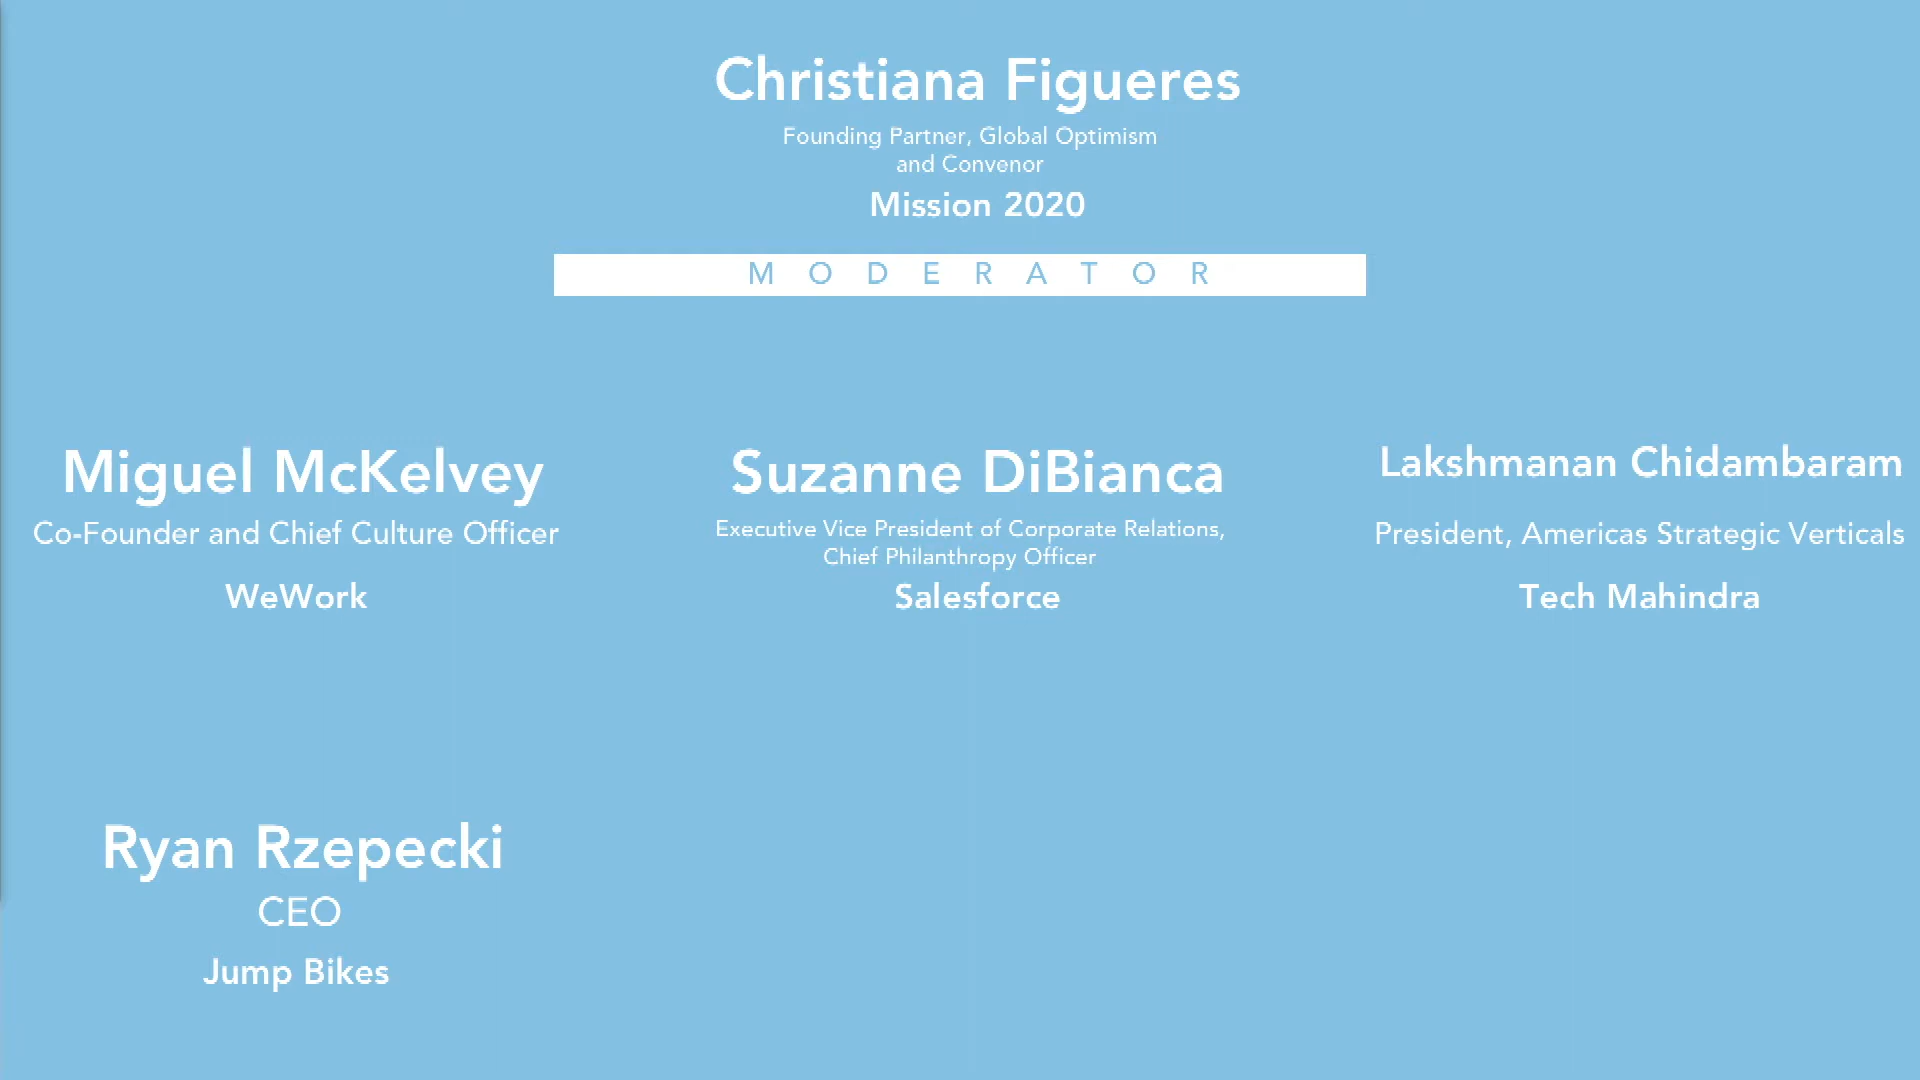 Christiana Figueres
Founding Partner, Global Optimism
and Convenor
Mission 2020
MODERATOR
Miguel McKelvey
Co-Founder and Chief Culture Officer
WeWork
Suzanne DiBianca
Executive Vice President of Corporate Relations,
Chief Philanthropy Officer
Salesforce
Lakshmanan Chidambaram
President, Americas Strategic Verticals
Tech Mahindra
Ryan Rzepecki
CEO
Jump Bikes